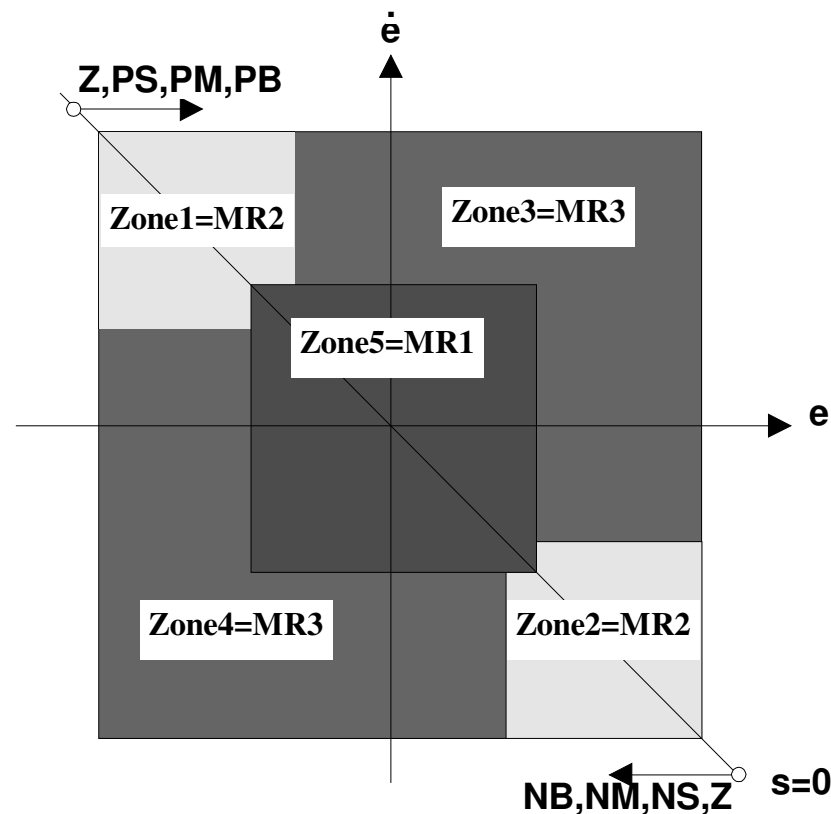 ė
Z,PS,PM,PB
Zone1=MR2
Zone3=MR3
Zone5=MR1
e
Zone4=MR3
Zone2=MR2
NB,NM,NS,Z
s=0